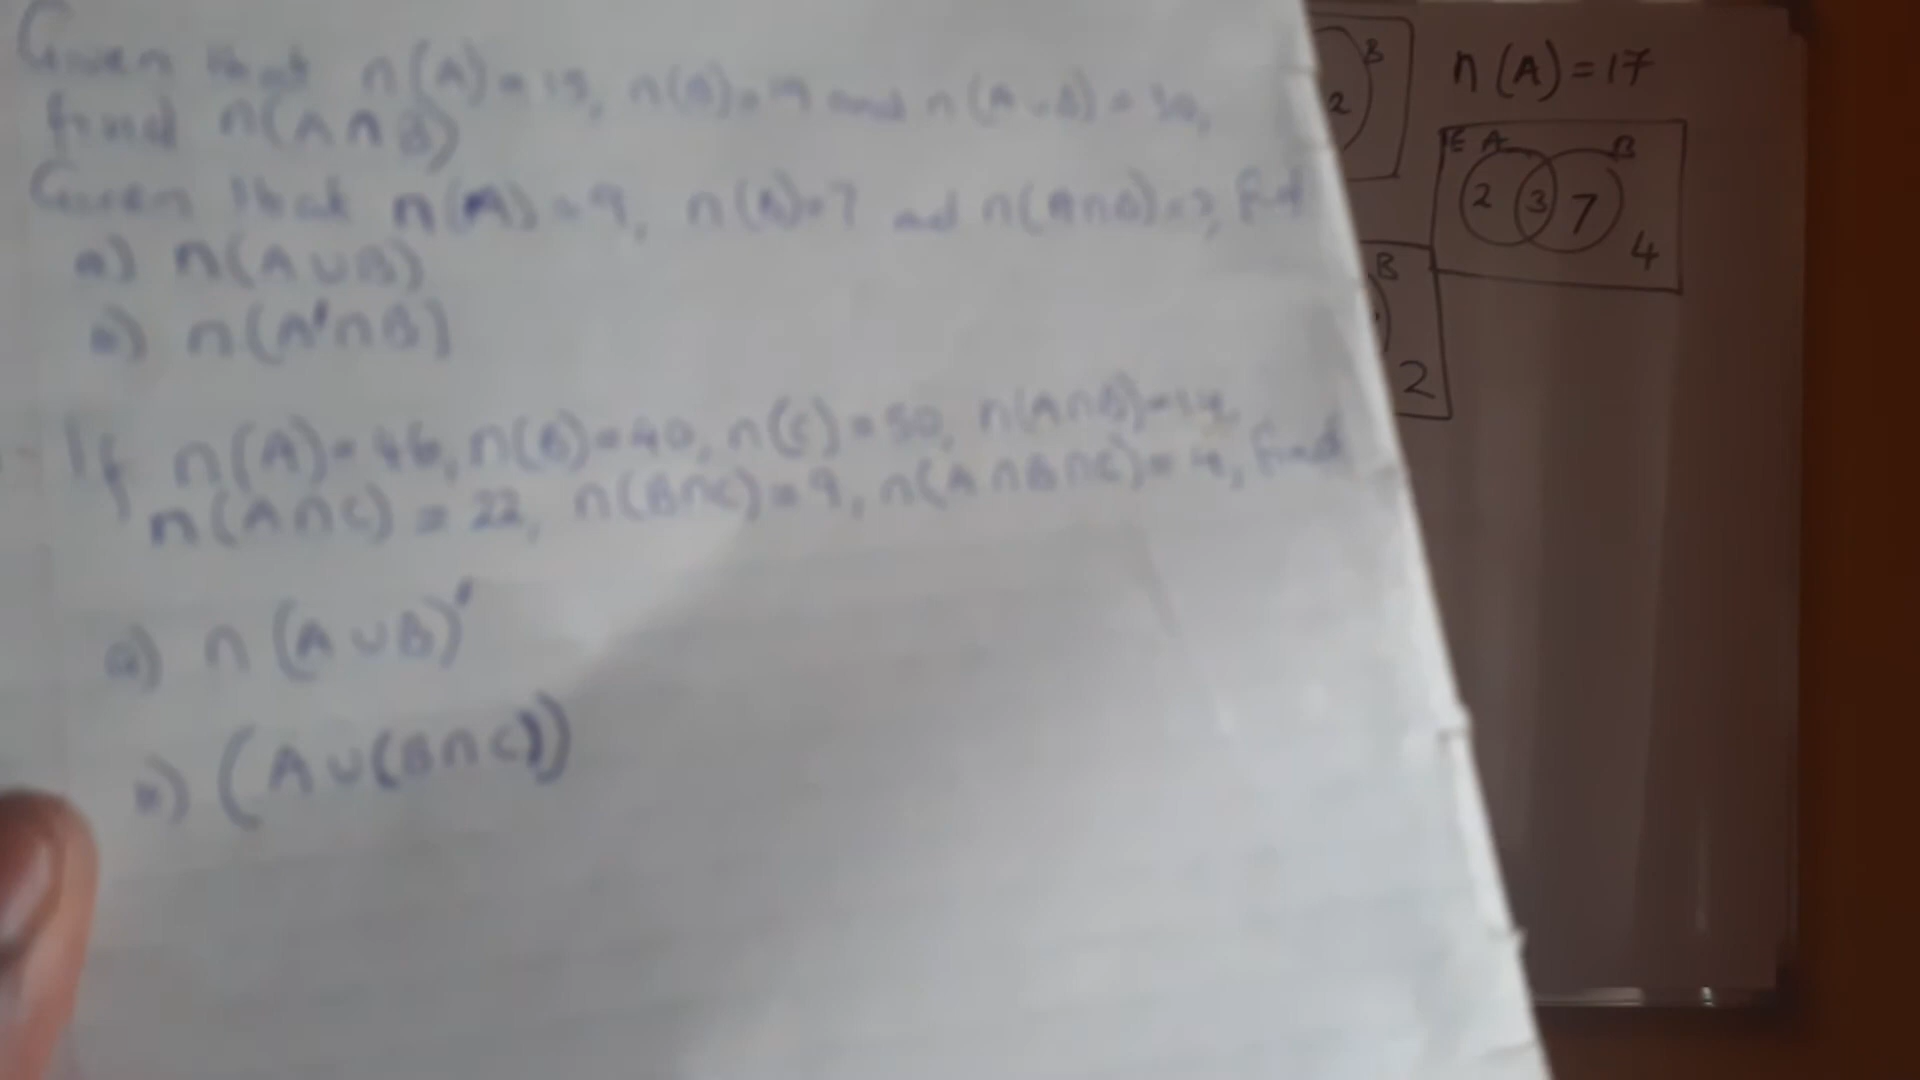 Given that n(A) = 15, n(B) = 19 and n(A∪B) = 30,
find n(A∩B)
Given that n(A) = 9, n(B) = 7 and n(A∩B) = 3, find
a) n(A∪B)
b) n(A'∩B)
If n(A) = 46, n(B) = 40, n(C) = 50, n(A∩B) = 14,
n(A∩C) = 22, n(B∩C) = 9, n(A∩B∩C) = 4, find
a) n(A∪B)'
b) (A∪(B∩C))
B
2
n(A) = 17
E A B
2 3 7
4
B
2